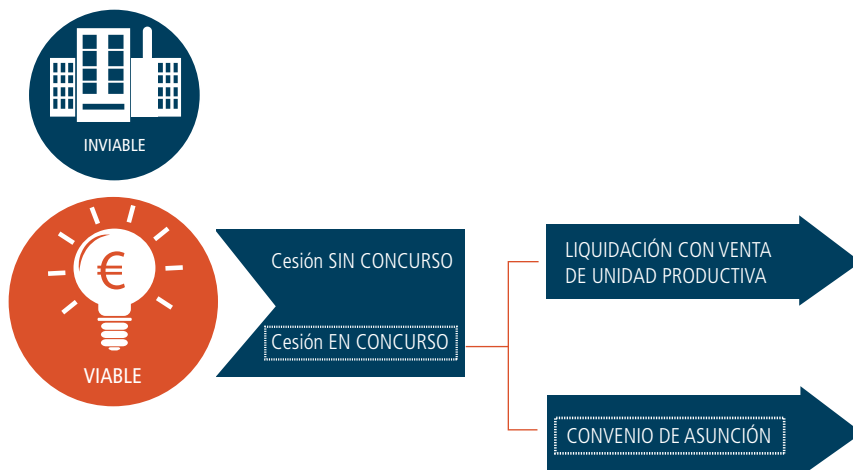 INVIABLE
€
VIABLE
Cesión SIN CONCURSO
Cesión EN CONCURSO
LIQUIDACIÓN CON VENTA
DE UNIDAD PRODUCTIVA
CONVENIO DE ASUNCIÓN